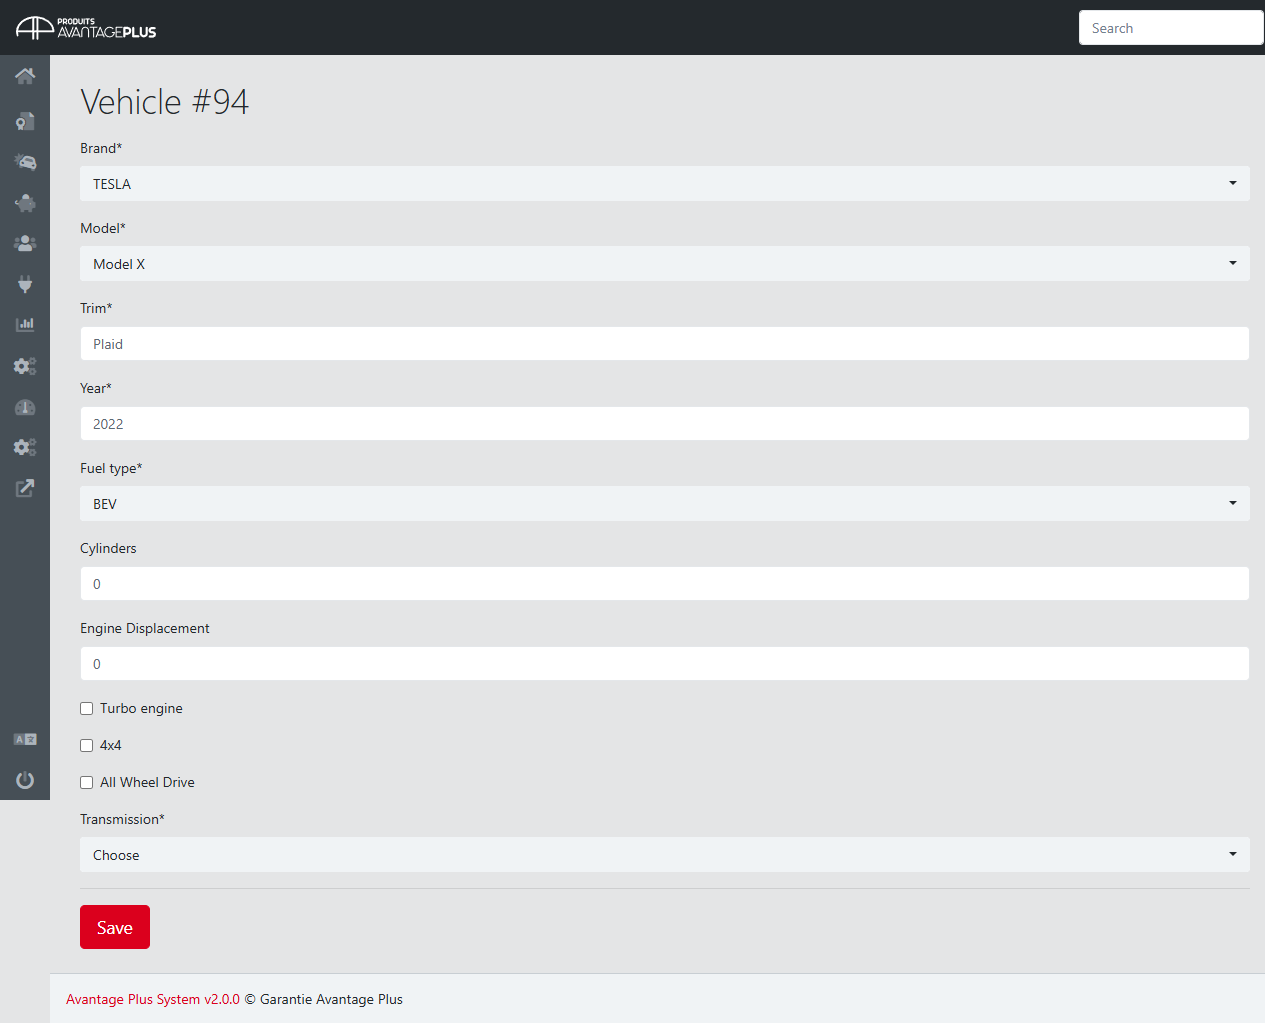 PRODUITS
AVANTAGEPLUS
Search
Vehicle #94
Brand*
TESLA
Model*
Model X
Trim*
Plaid
Year*
2022
Fuel type*
BEV
Cylinders
0
Engine Displacement
0
Turbo engine
4x4
All Wheel Drive
Transmission*
Choose
Save
Avantage Plus System v2.0.0 © Garantie Avantage Plus